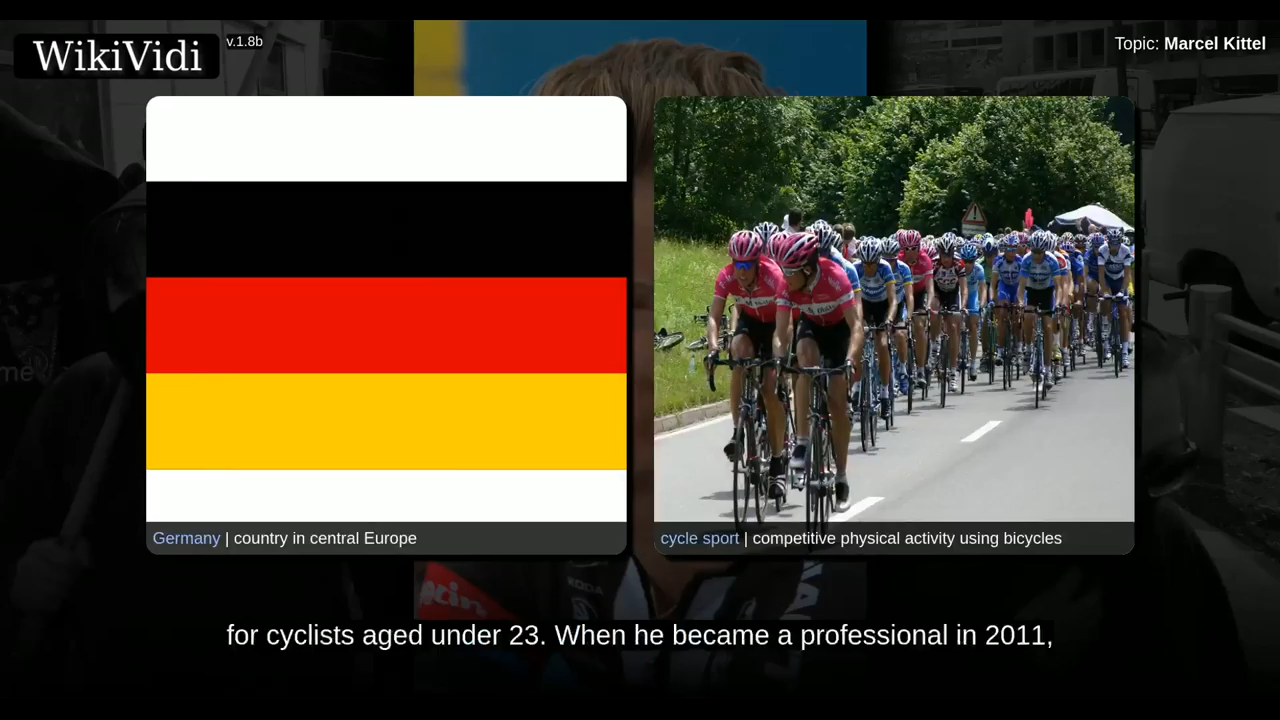 WikiVidi
v.1.8b
Topic: Marcel Kittel
Germany | country in central Europe
cycle sport | competitive physical activity using bicycles
for cyclists aged under 23. When he became a professional in 2011,